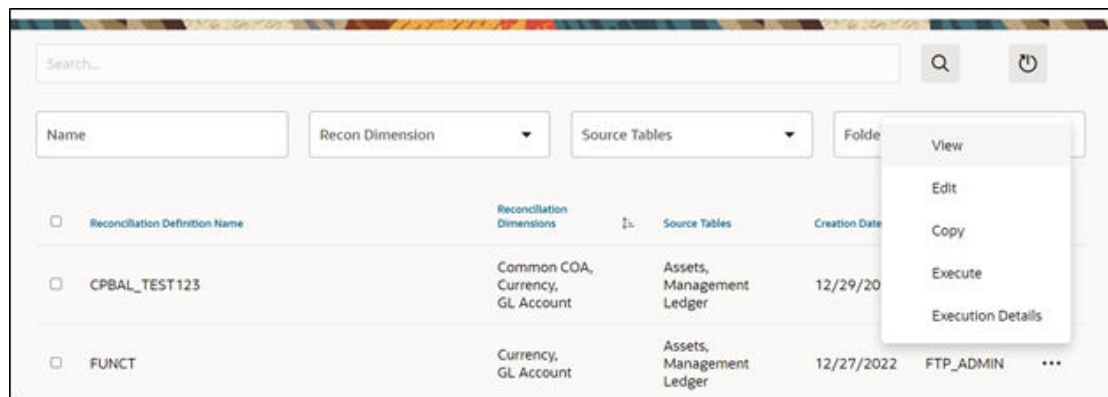 Search...
Name
Recon Dimension
Source Tables
Folde
View
Edit
Copy
Execute
Execution Details
Reconciliation Definition Name
Reconciliation
Dimensions
Source Tables
Creation Date
CPBAL_TEST123
Common COA,
Currency,
GL Account
Assets,
Management
Ledger
12/29/20
FUNCT
Currency,
GL Account
Assets,
Management
Ledger
12/27/2022
FTP_ADMIN